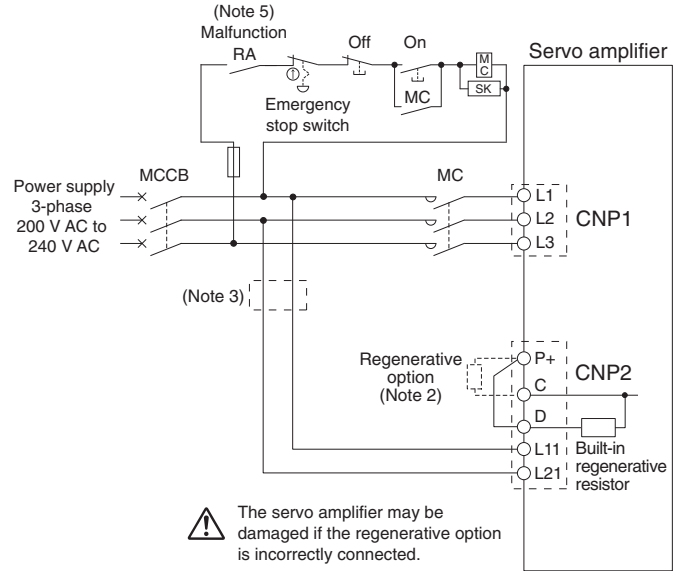 (Note 5)
Malfunction
RA
Off
On
Emergency
stop switch
MC
M
C
SK
Servo amplifier
Power supply
3-phase
200 V AC to
240 V AC
MCCB
MC
L1
L2
L3
CNP1
(Note 3)
Regenerative
option
(Note 2)
P+
C
D
L11
L21
CNP2
Built-in
regenerative
resistor
The servo amplifier may be
damaged if the regenerative option
is incorrectly connected.